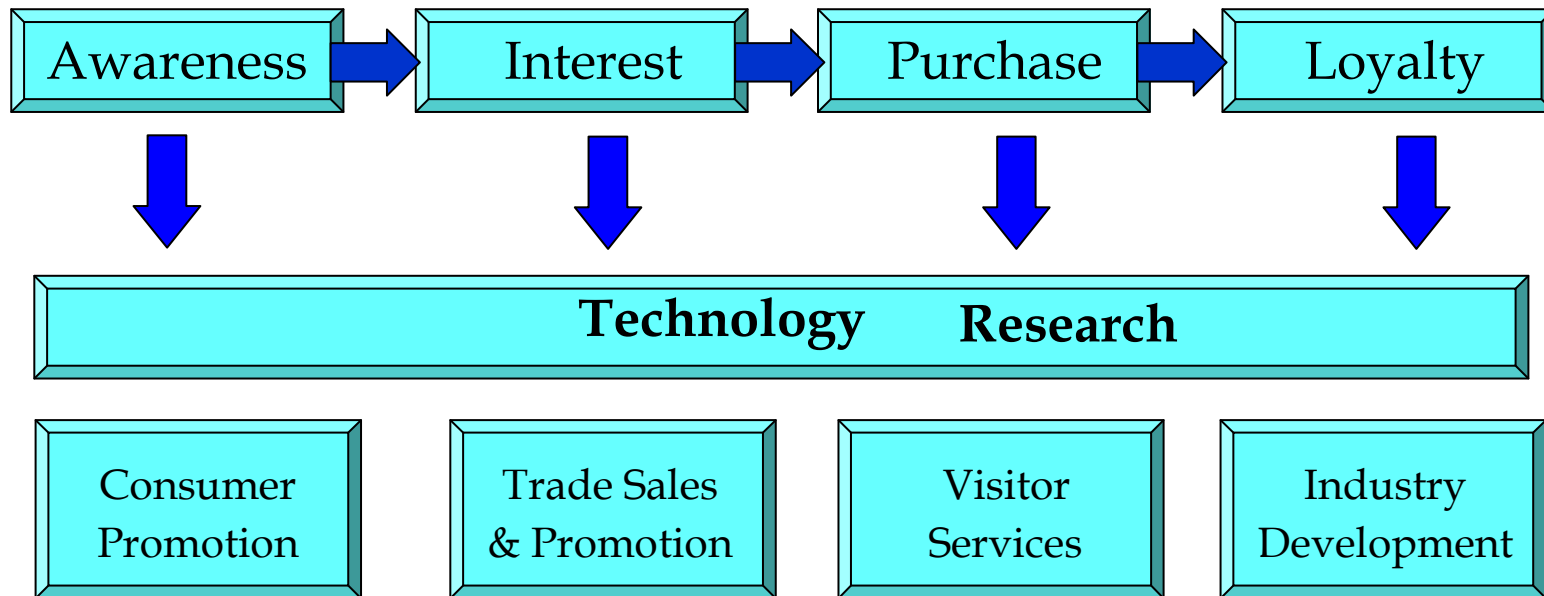 Awareness Interest Purchase Loyalty
Technology Research
Consumer Promotion
Trade Sales & Promotion
Visitor Services
Industry Development